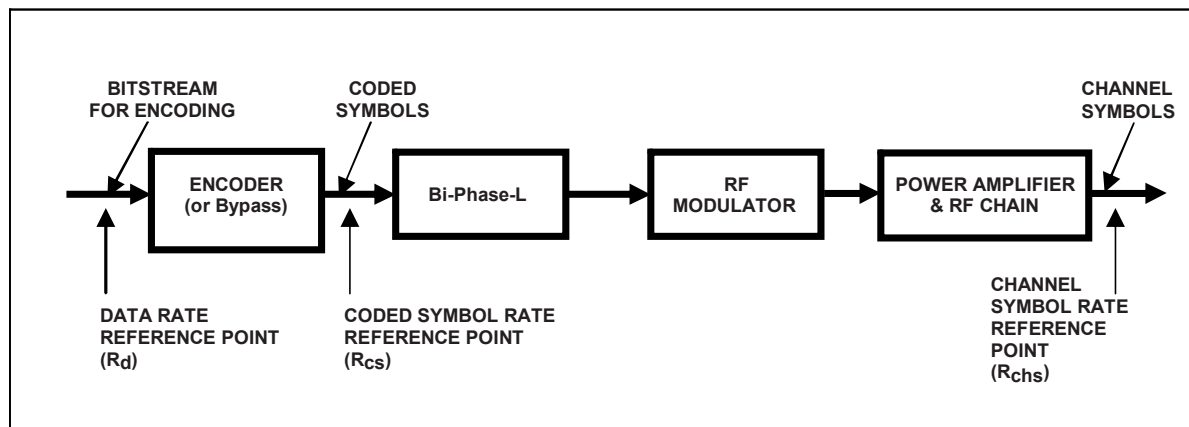 BITSTREAM
FOR ENCODING
CODED
SYMBOLS
CHANNEL
SYMBOLS
ENCODER
(or Bypass)
Bi-Phase-L
RF
MODULATOR
POWER AMPLIFIER
& RF CHAIN
DATA RATE
REFERENCE POINT
(Rd)
CODED SYMBOL RATE
REFERENCE POINT
(Rcs)
CHANNEL
SYMBOL RATE
REFERENCE
POINT
(Rchs)